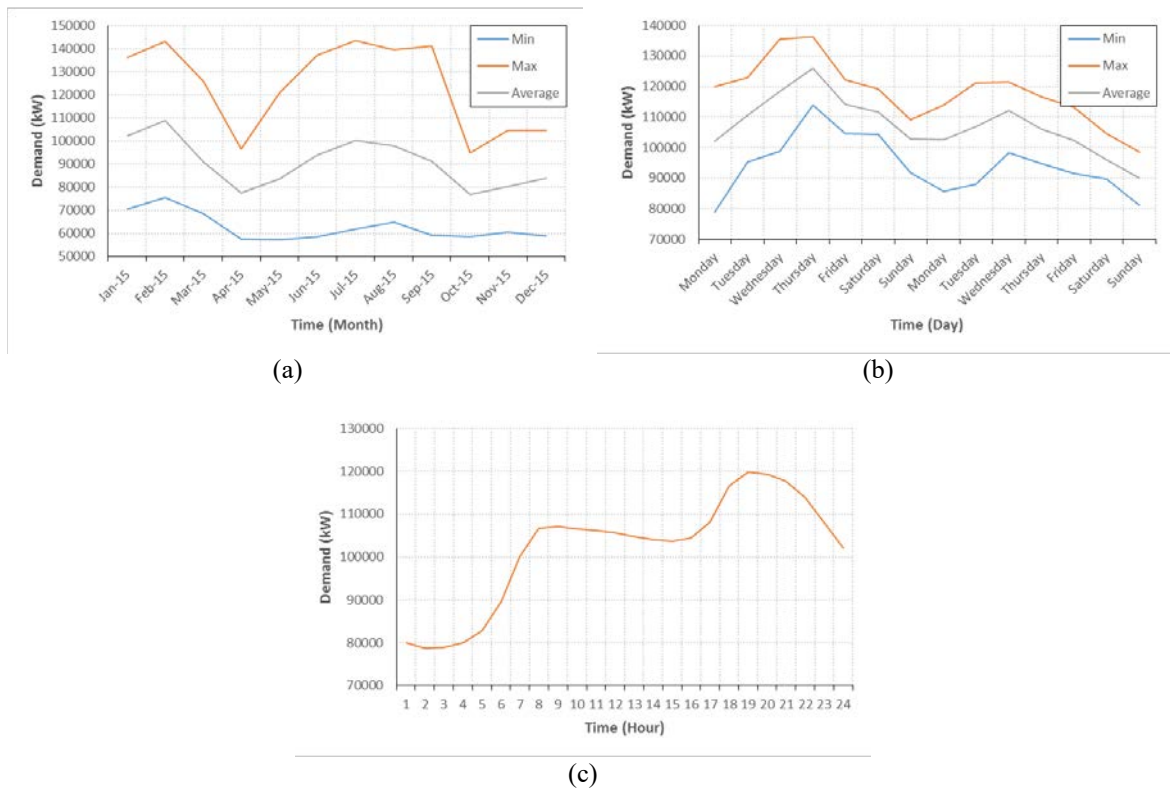 150000
140000
130000
120000
110000
100000
90000
80000
70000
60000
50000
Demand (kW)
Min
Max
Average
Jan-15
Feb-15
Mar-15
Apr-15
May-15
Jun-15
Jul-15
Aug-15
Sep-15
Oct-15
Nov-15
Dec-15
Time (Month)
(a)
140000
130000
120000
110000
100000
90000
80000
70000
Demand (kW)
Min
Max
Average
Monday
Tuesday
Wednesday
Thursday
Friday
Saturday
Sunday
Monday
Tuesday
Wednesday
Thursday
Friday
Saturday
Sunday
Time (Day)
(b)
130000
120000
110000
100000
90000
80000
70000
Demand (kW)
1 2 3 4 5 6 7 8 9 10 11 12 13 14 15 16 17 18 19 20 21 22 23 24
Time (Hour)
(c)